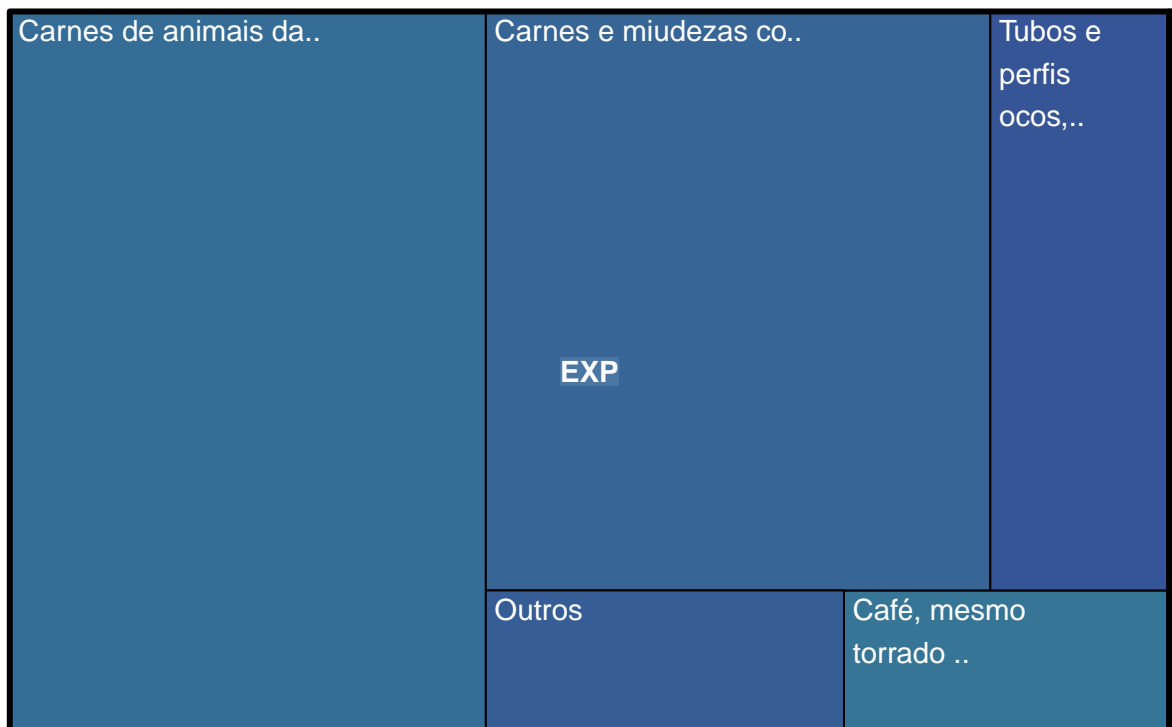 Carnes de animais da..
Carnes e miudezas co..
Tubos e
perfis
ocos,..
EXP
Outros
Café, mesmo
torrado ..